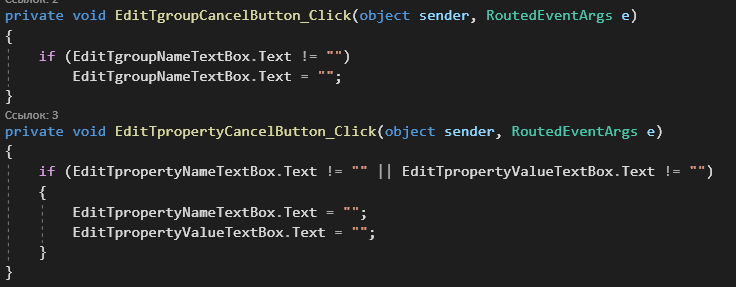 Ссылок: 2
private void EditTgroupCancelButton_Click(object sender, RoutedEventArgs e)
{
if (EditTgroupNameTextBox.Text != "")
EditTgroupNameTextBox.Text = "";
}
Ссылок: 3
private void EditTpropertyCancelButton_Click(object sender, RoutedEventArgs e)
{
if (EditTpropertyNameTextBox.Text != "" || EditTpropertyValueTextBox.Text != "")
{
EditTpropertyNameTextBox.Text = "";
EditTpropertyValueTextBox.Text = "";
}
}